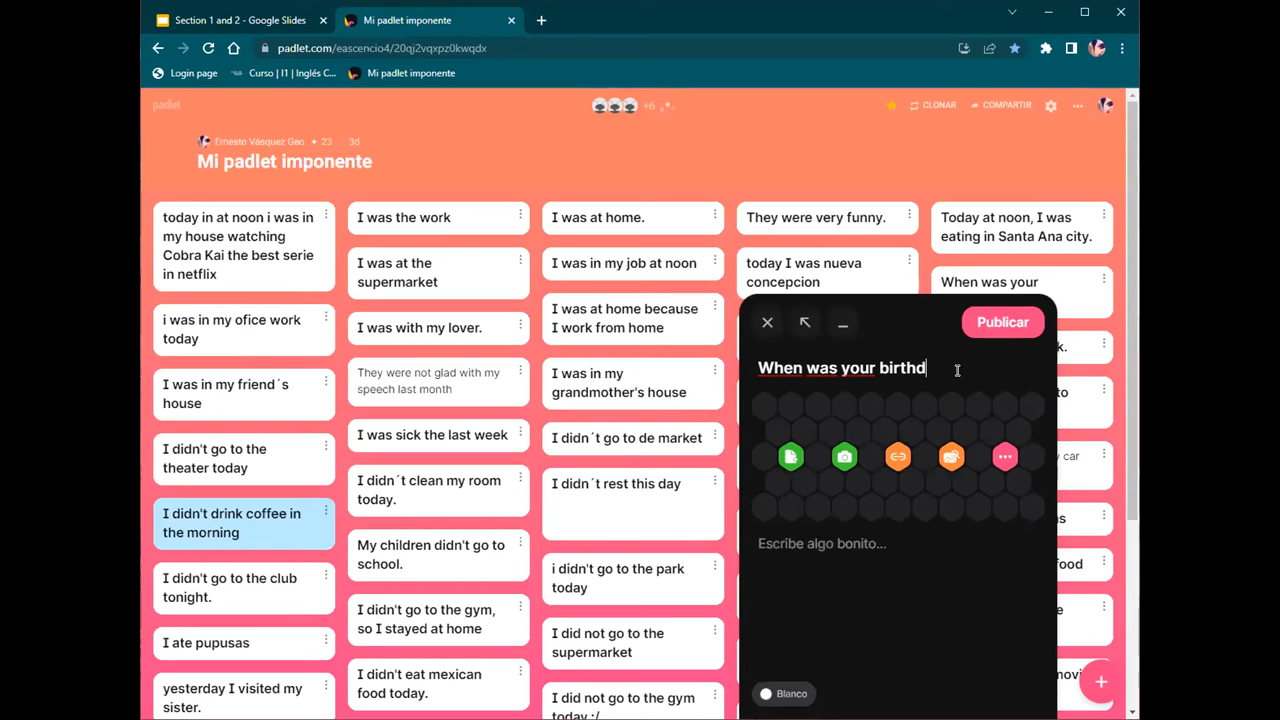 Section 1 and 2 - Google Slides
Mi padlet imponente
padlet.com/eascencio4/20qj2vqxpz0kwqdx
Login page
Curso | I1 | Inglés C...
Mi padlet imponente
padlet
+6
CLONAR
COMPARTIR
Ernesto Vásquez Geo + 23 3d
Mi padlet imponente
today in at noon i was in
my house watching
Cobra Kai the best serie
in netflix
i was in my ofice work
today
I was in my friend´s
house
I didn't go to the
theater today
I didn't drink coffee in
the morning
I didn't go to the club
tonight.
I ate pupusas
yesterday I visited my
sister.
I was the work
I was at the
supermarket
I was with my lover.
They were not glad with my
speech last month
I was sick the last week
I didn´t clean my room
today.
My children didn't go to
school.
I didn't go to the gym,
so I stayed at home
I didn't eat mexican
food today.
I was at home.
I was in my job at noon
I was at home because
I work from home
I was in my
grandmother's house
I didn´t go to de market
I didn´t rest this day
i didn't go to the park
today
I did not go to the
supermarket
I did not go to the gym
today :/
They were very funny.
today I was nueva
concepcion
Today at noon, I was
eating in Santa Ana city.
When was your
k.
to
y car
as
food
e
movi
Publicar
When was your birthd
Escribe algo bonito...
Blanco